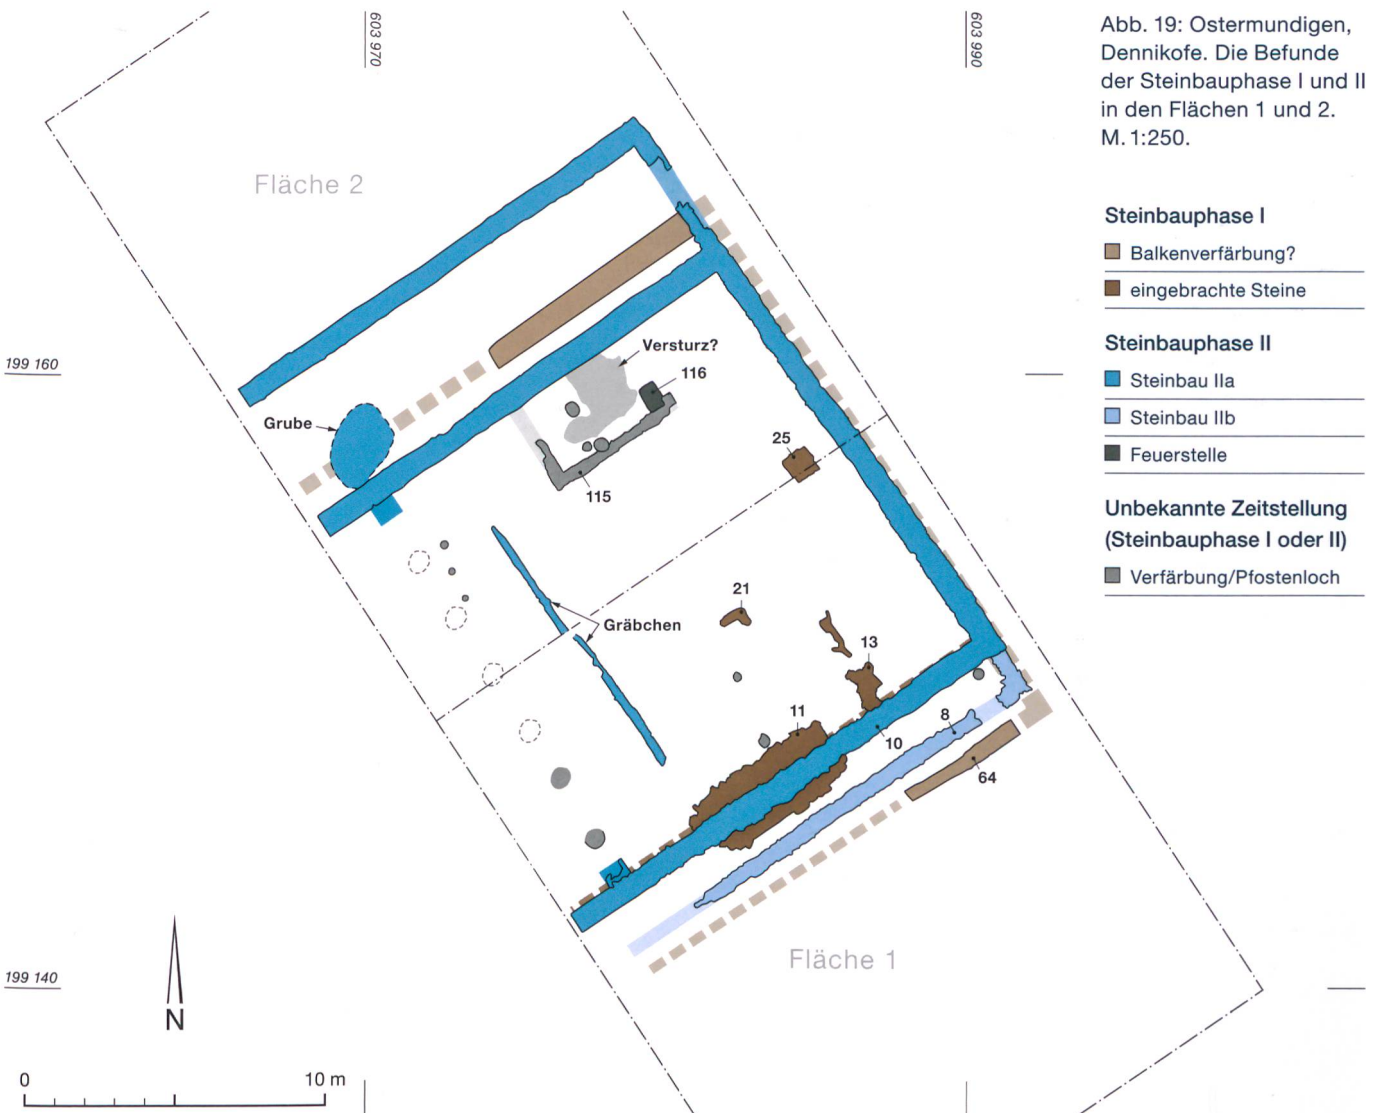 603 970
603 990
Abb. 19: Ostermundigen,
Dennikofe. Die Befunde
der Steinbauphase I und II
in den Flächen 1 und 2.
M. 1:250.
Fläche 2
Steinbauphase I
Balkenverfärbung?
eingebrachte Steine
Steinbauphase II
Steinbau IIa
Steinbau IIb
Feuerstelle
Unbekannte Zeitstellung
(Steinbauphase I oder II)
Verfärbung/Pfostenloch
199 160
Versturz?
116
Grube
25
115
21
Gräbchen
13
11
8
10
64
Fläche 1
199 140
N
0
10 m